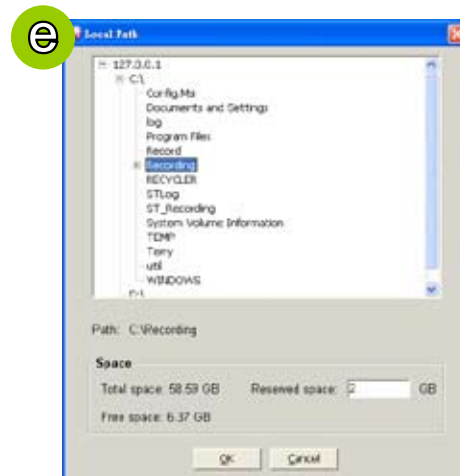 e
Local Path
127.0.0.1
C:\
Config.Msi
Documents and Settings
log
Program Files
Record
Recording
RECYCLER
STLog
ST_Recording
System Volume Information
TEMP
Terry
util
WINDOWS
Path: C:\Recording
Space
Total space: 58.59 GB Reserved space: 2 GB
Free space: 6.37 GB
OK Cancel